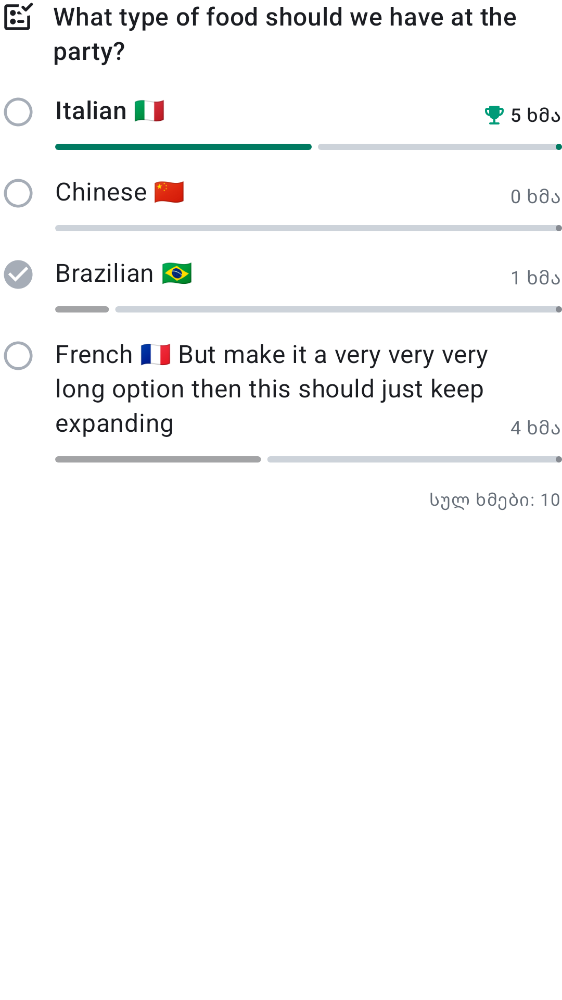 What type of food should we have at the
party?
Italian 🇮🇹
5 ხმა
Chinese 🇨🇳
0 ხმა
Brazilian 🇧🇷
1 ხმა
French 🇫🇷 But make it a very very very
long option then this should just keep
expanding
4 ხმა
სულ ხმები: 10